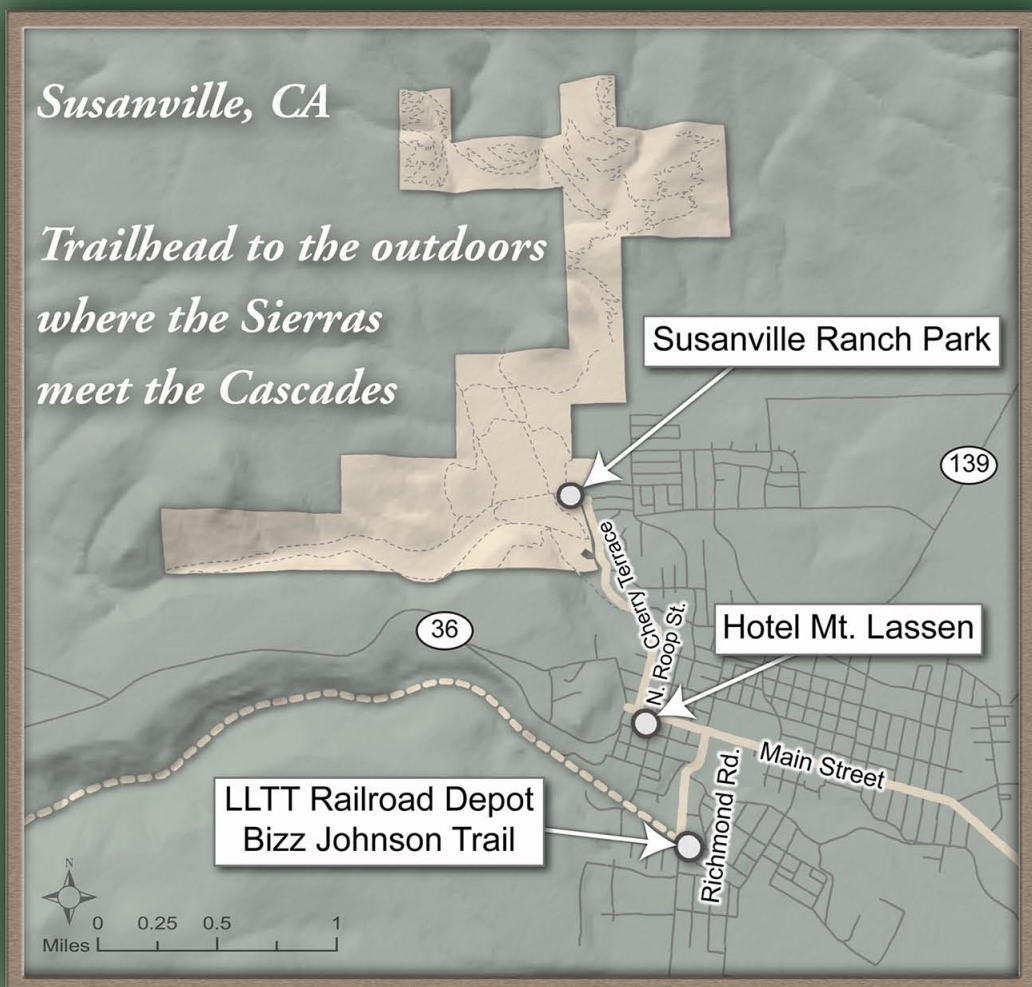 Susanville, CA
Trailhead to the outdoors
where the Sierras
meet the Cascades
Susanville Ranch Park
139
Cherry Terrace
N. Roop St.
36
Hotel Mt. Lassen
Main Street
LLTT Railroad Depot
Bizz Johnson Trail
Richmond Rd.
N
0 0.25 0.5 1
Miles